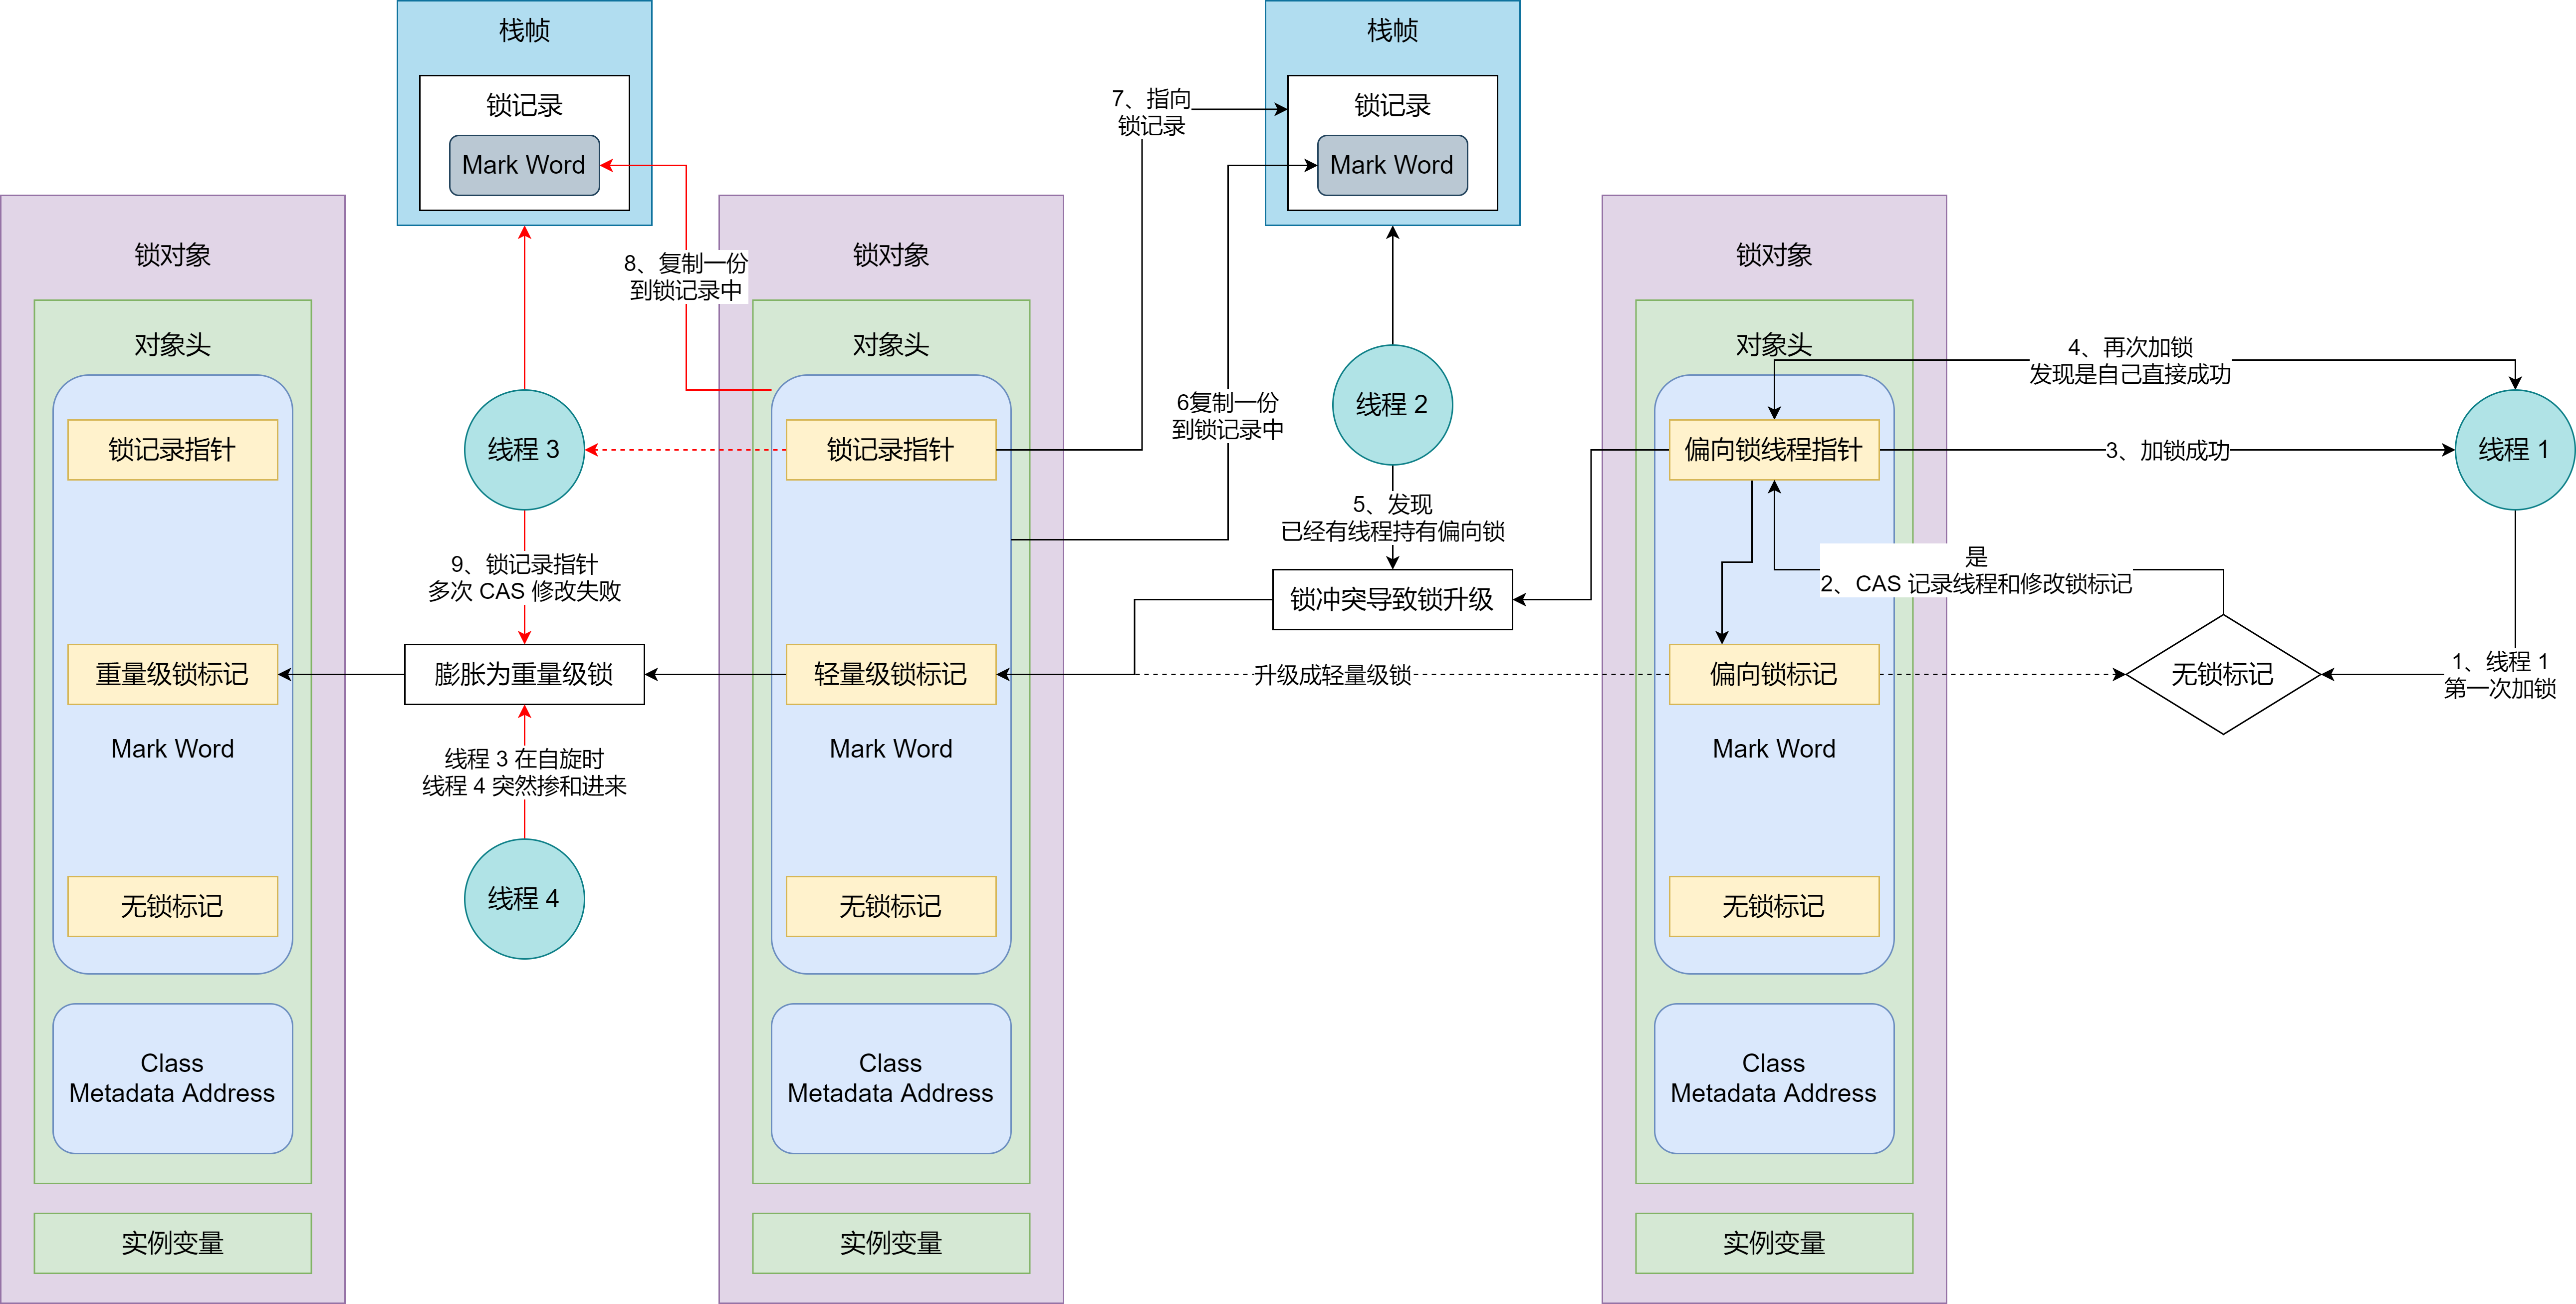 栈帧
锁记录
Mark Word
栈帧
锁记录
Mark Word
7、指向
锁记录
8、复制一份
到锁记录中
6复制一份
到锁记录中
锁对象
对象头
锁记录指针
重量级锁标记
Mark Word
无锁标记
Class
Metadata Address
实例变量
线程 3
9、锁记录指针
多次 CAS 修改失败
膨胀为重量级锁
线程 3 在自旋时
线程 4 突然掺和进来
线程 4
锁对象
对象头
锁记录指针
轻量级锁标记
Mark Word
无锁标记
Class
Metadata Address
实例变量
线程 2
5、发现
已经有线程持有偏向锁
锁冲突导致锁升级
升级成轻量级锁
锁对象
对象头
偏向锁线程指针
偏向锁标记
Mark Word
无锁标记
Class
Metadata Address
实例变量
4、再次加锁
发现是自己直接成功
3、加锁成功
线程 1
是
2、CAS 记录线程和修改锁标记
无锁标记
1、线程 1
第一次加锁